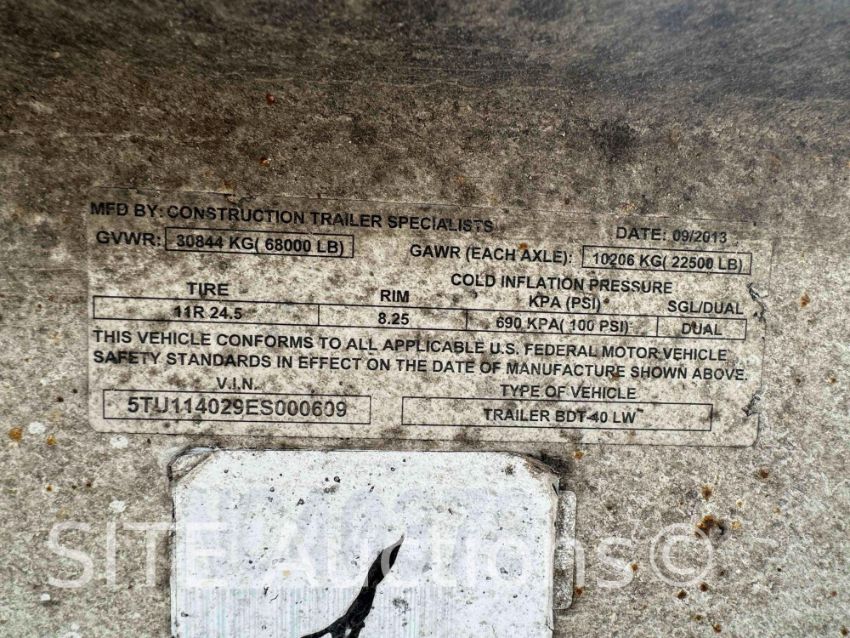 MFD BY: CONSTRUCTION TRAILER SPECIALISTS DATE: 09/2013
GVWR: 30844 KG( 68000 LB) GAWR (EACH AXLE): 10206 KG( 22500 LB)
COLD INFLATION PRESSURE
TIRE RIM KPA (PSI) SGL/DUAL
11R 24.5 8.25 690 KPA( 100 PSI) DUAL
THIS VEHICLE CONFORMS TO ALL APPLICABLE U.S. FEDERAL MOTOR VEHICLE
SAFETY STANDARDS IN EFFECT ON THE DATE OF MANUFACTURE SHOWN ABOVE.
V.I.N. TYPE OF VEHICLE
5TU114029ES000609 TRAILER BDT-40 LW
SITE Auctions©